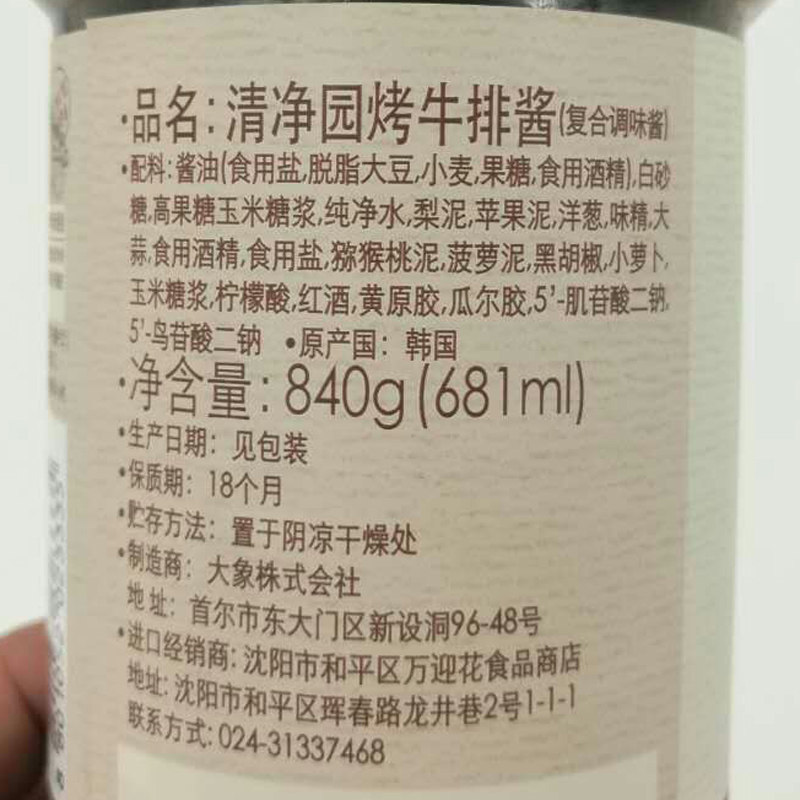 ·品名:清净园烤牛排酱(复合调味酱)
·配料:酱油(食用盐,脱脂大豆,小麦,果糖,食用酒精),白砂
糖,高果糖玉米糖浆,纯净水,梨泥,苹果泥,洋葱,味精,大
蒜,食用酒精,食用盐,猕猴桃泥,菠萝泥,黑胡椒,小萝卜,
玉米糖浆,柠檬酸,红酒,黄原胶,瓜尔胶,5'-肌苷酸二钠,
5'-鸟苷酸二钠 ·原产国:韩国
·净含量:840g(681ml)
·生产日期:见包装
·保质期:18个月
·贮存方法:置于阴凉干燥处
·制造商:大象株式会社
地址:首尔市东大门区新设洞96-48号
·进口经销商:沈阳市和平区万迎花食品商店
地址:沈阳市和平区珲春路龙井巷2号1-1-1
联系方式:024-31337468